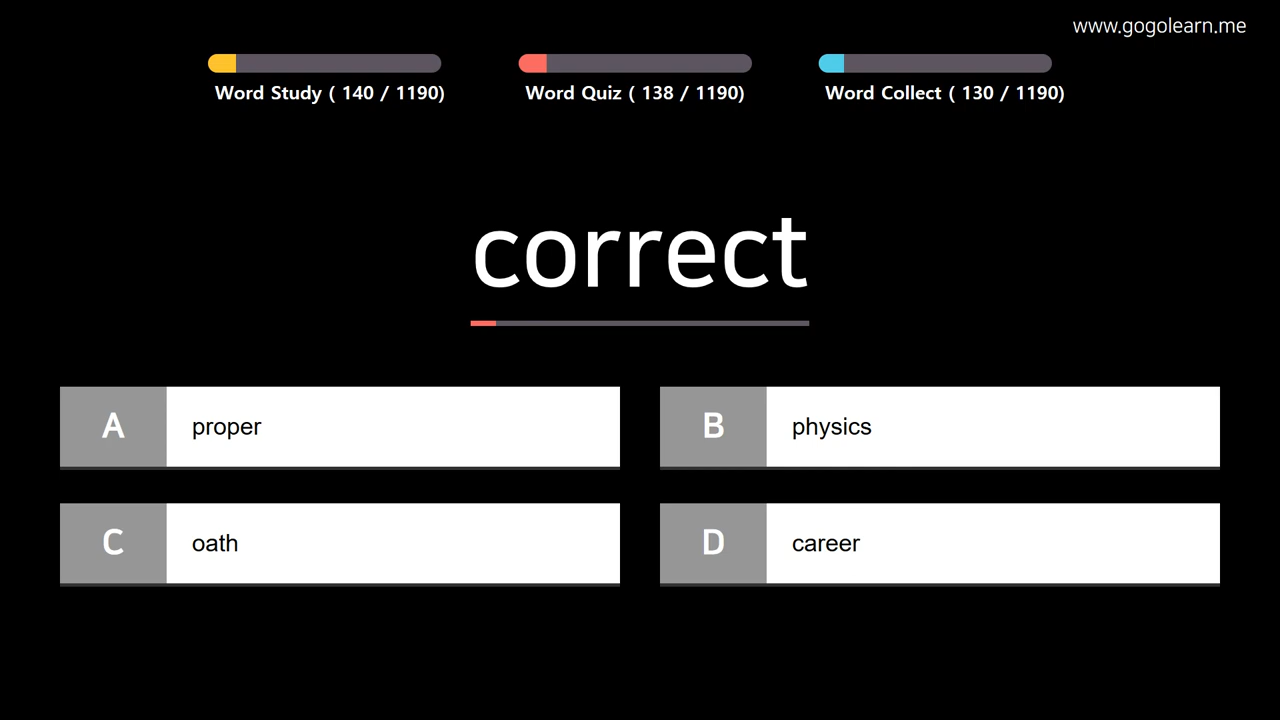 www.gogolearn.me
Word Study ( 140 / 1190)
Word Quiz ( 138 / 1190)
Word Collect ( 130 / 1190)
correct
A proper
B physics
C oath
D career